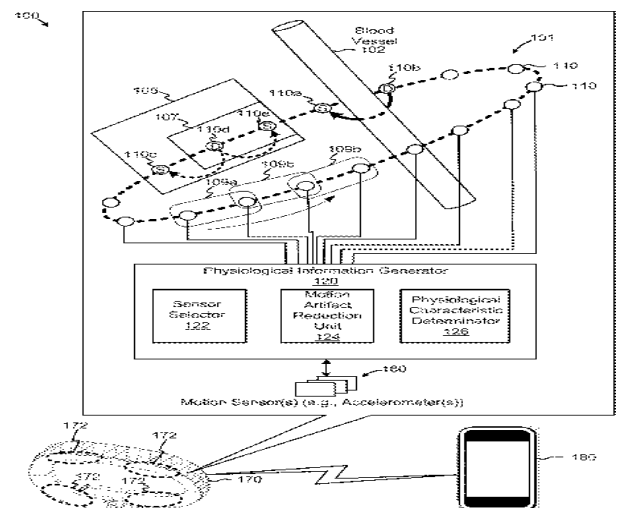 100
Blood
Vessel
102
101
110b
110
110
110a
105
107
110e
110d
110c
109b
109b
109a
Physiological Information Generator
120
Sensor
Selector
122
Motion
Artifact
Reduction
Unit
124
Physiological
Characteristic
Determinator
126
160
Motion Sensor(s) (e.g., Accelerometer(s))
172
172
172
172
170
180